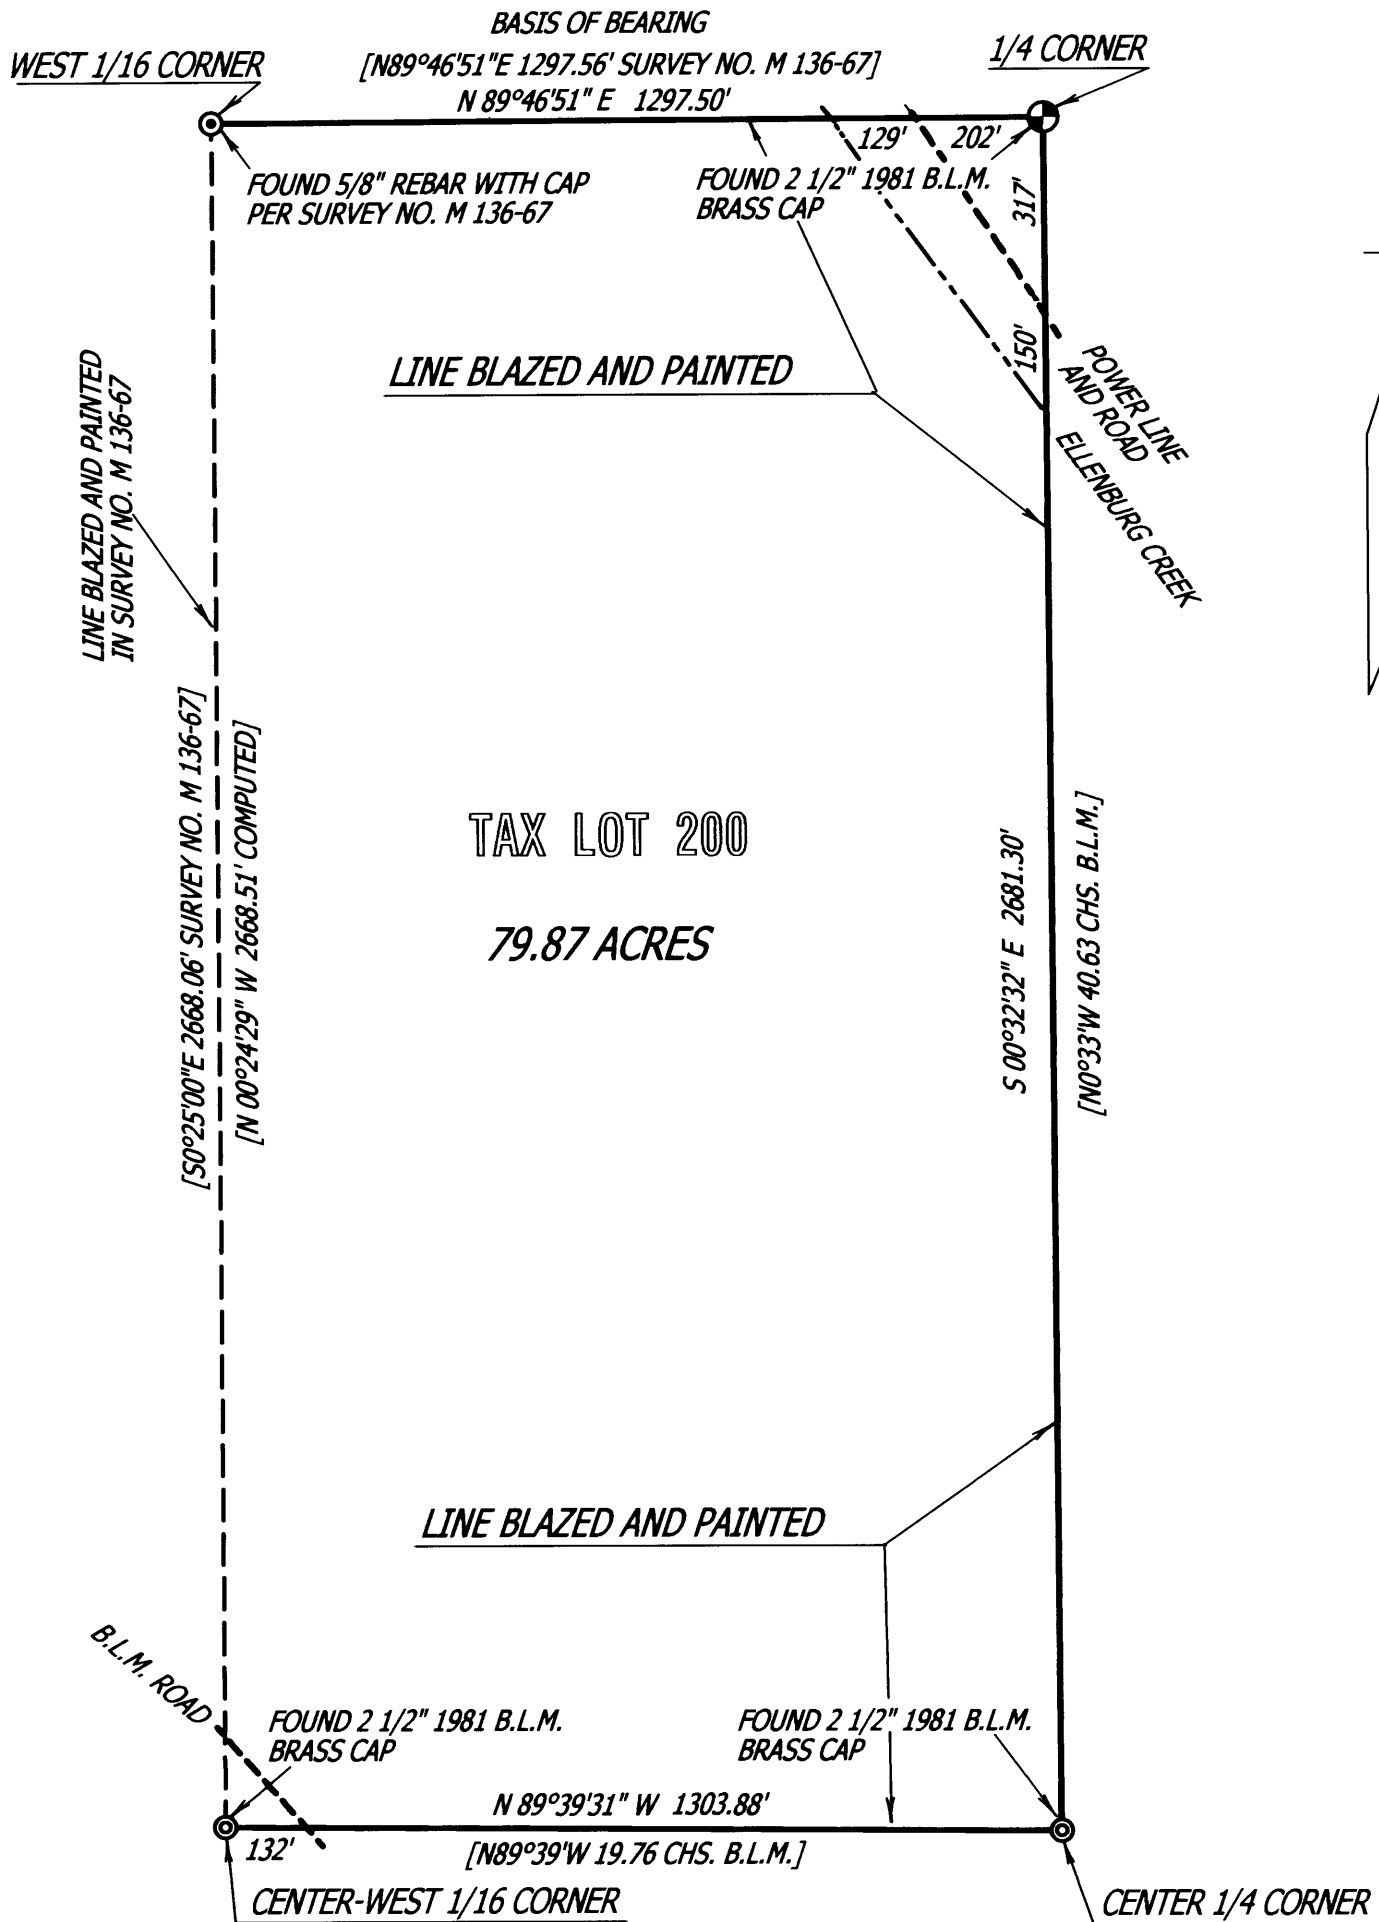 BASIS OF BEARING
WEST 1/16 CORNER
[N89°46'51"E 1297.56' SURVEY NO. M 136-67]
1/4 CORNER
N 89°46'51" E 1297.50'
129'
202'
FOUND 5/8" REBAR WITH CAP
PER SURVEY NO. M 136-67
FOUND 2 1/2" 1981 B.L.M.
BRASS CAP
317'
150'
LINE BLAZED AND PAINTED
POWER LINE
AND ROAD
ELLENBURG CREEK
LINE BLAZED AND PAINTED
IN SURVEY NO. M 136-67
[S0°25'00"E 2668.06' SURVEY NO. M 136-67]
[N 00°24'29" W 2668.51' COMPUTED]
TAX LOT 200
79.87 ACRES
S 00°32'32" E 2681.30'
[N0°33'W 40.63 CHS. B.L.M.]
LINE BLAZED AND PAINTED
B.L.M. ROAD
FOUND 2 1/2" 1981 B.L.M.
BRASS CAP
FOUND 2 1/2" 1981 B.L.M.
BRASS CAP
N 89°39'31" W 1303.88'
132'
[N89°39'W 19.76 CHS. B.L.M.]
CENTER-WEST 1/16 CORNER
CENTER 1/4 CORNER